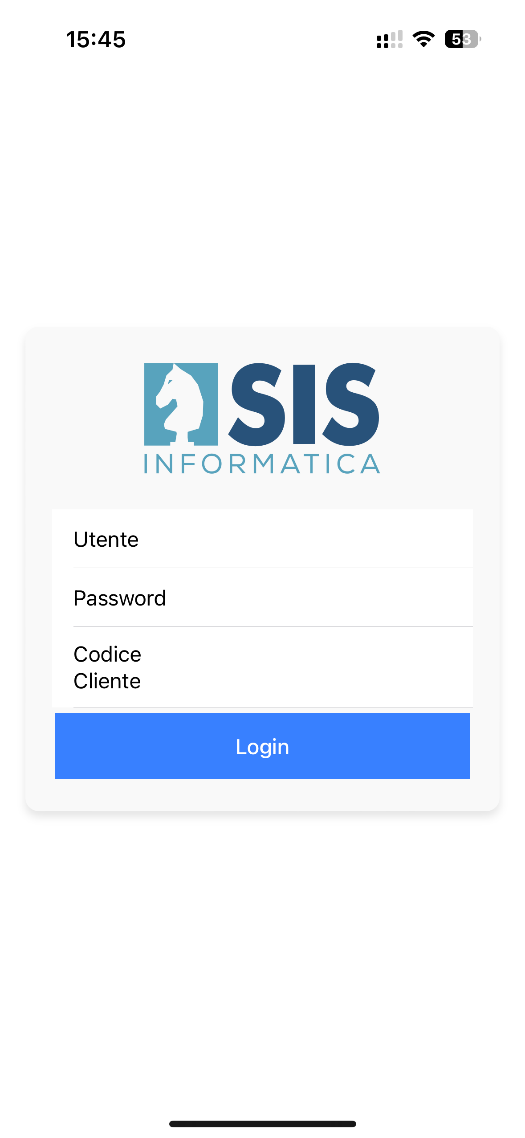 15:45
53
SIS
INFORMATICA
Utente
Password
Codice
Cliente
Login